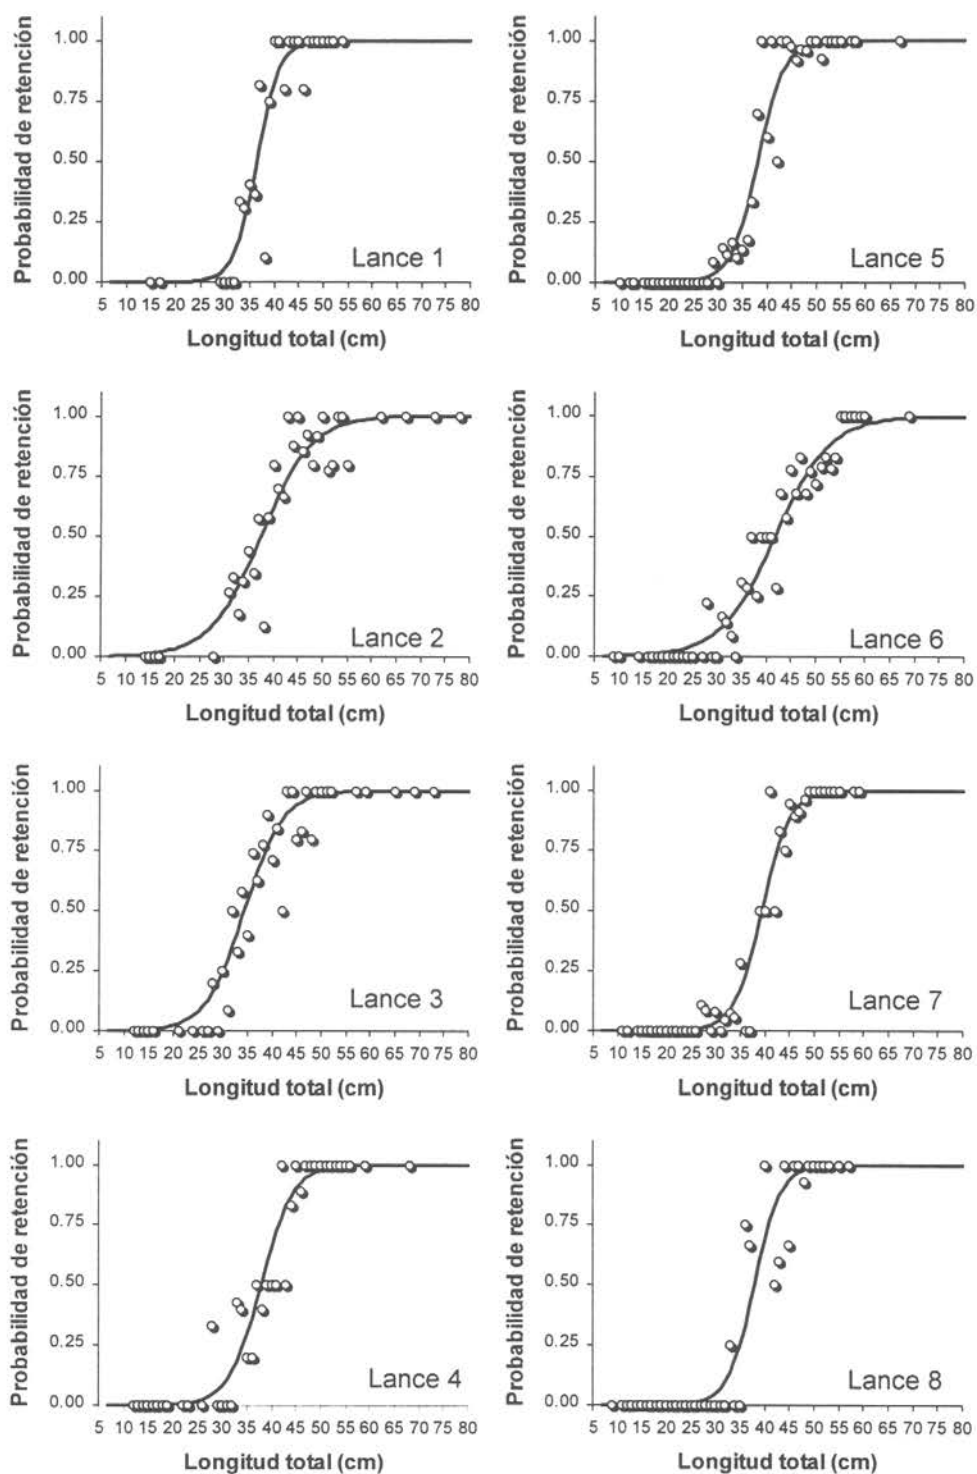 Probabilidad de retención
1.00
0.75
0.50
0.25
0.00
Lance 1
5 10 15 20 25 30 35 40 45 50 55 60 65 70 75 80
Longitud total (cm)
Probabilidad de retención
1.00
0.75
0.50
0.25
0.00
Lance 5
5 10 15 20 25 30 35 40 45 50 55 60 65 70 75 80
Longitud total (cm)
Probabilidad de retención
1.00
0.75
0.50
0.25
0.00
Lance 2
5 10 15 20 25 30 35 40 45 50 55 60 65 70 75 80
Longitud total (cm)
Probabilidad de retención
1.00
0.75
0.50
0.25
0.00
Lance 6
5 10 15 20 25 30 35 40 45 50 55 60 65 70 75 80
Longitud total (cm)
Probabilidad de retención
1.00
0.75
0.50
0.25
0.00
Lance 3
5 10 15 20 25 30 35 40 45 50 55 60 65 70 75 80
Longitud total (cm)
Probabilidad de retención
1.00
0.75
0.50
0.25
0.00
Lance 7
5 10 15 20 25 30 35 40 45 50 55 60 65 70 75 80
Longitud total (cm)
Probabilidad de retención
1.00
0.75
0.50
0.25
0.00
Lance 4
5 10 15 20 25 30 35 40 45 50 55 60 65 70 75 80
Longitud total (cm)
Probabilidad de retención
1.00
0.75
0.50
0.25
0.00
Lance 8
5 10 15 20 25 30 35 40 45 50 55 60 65 70 75 80
Longitud total (cm)